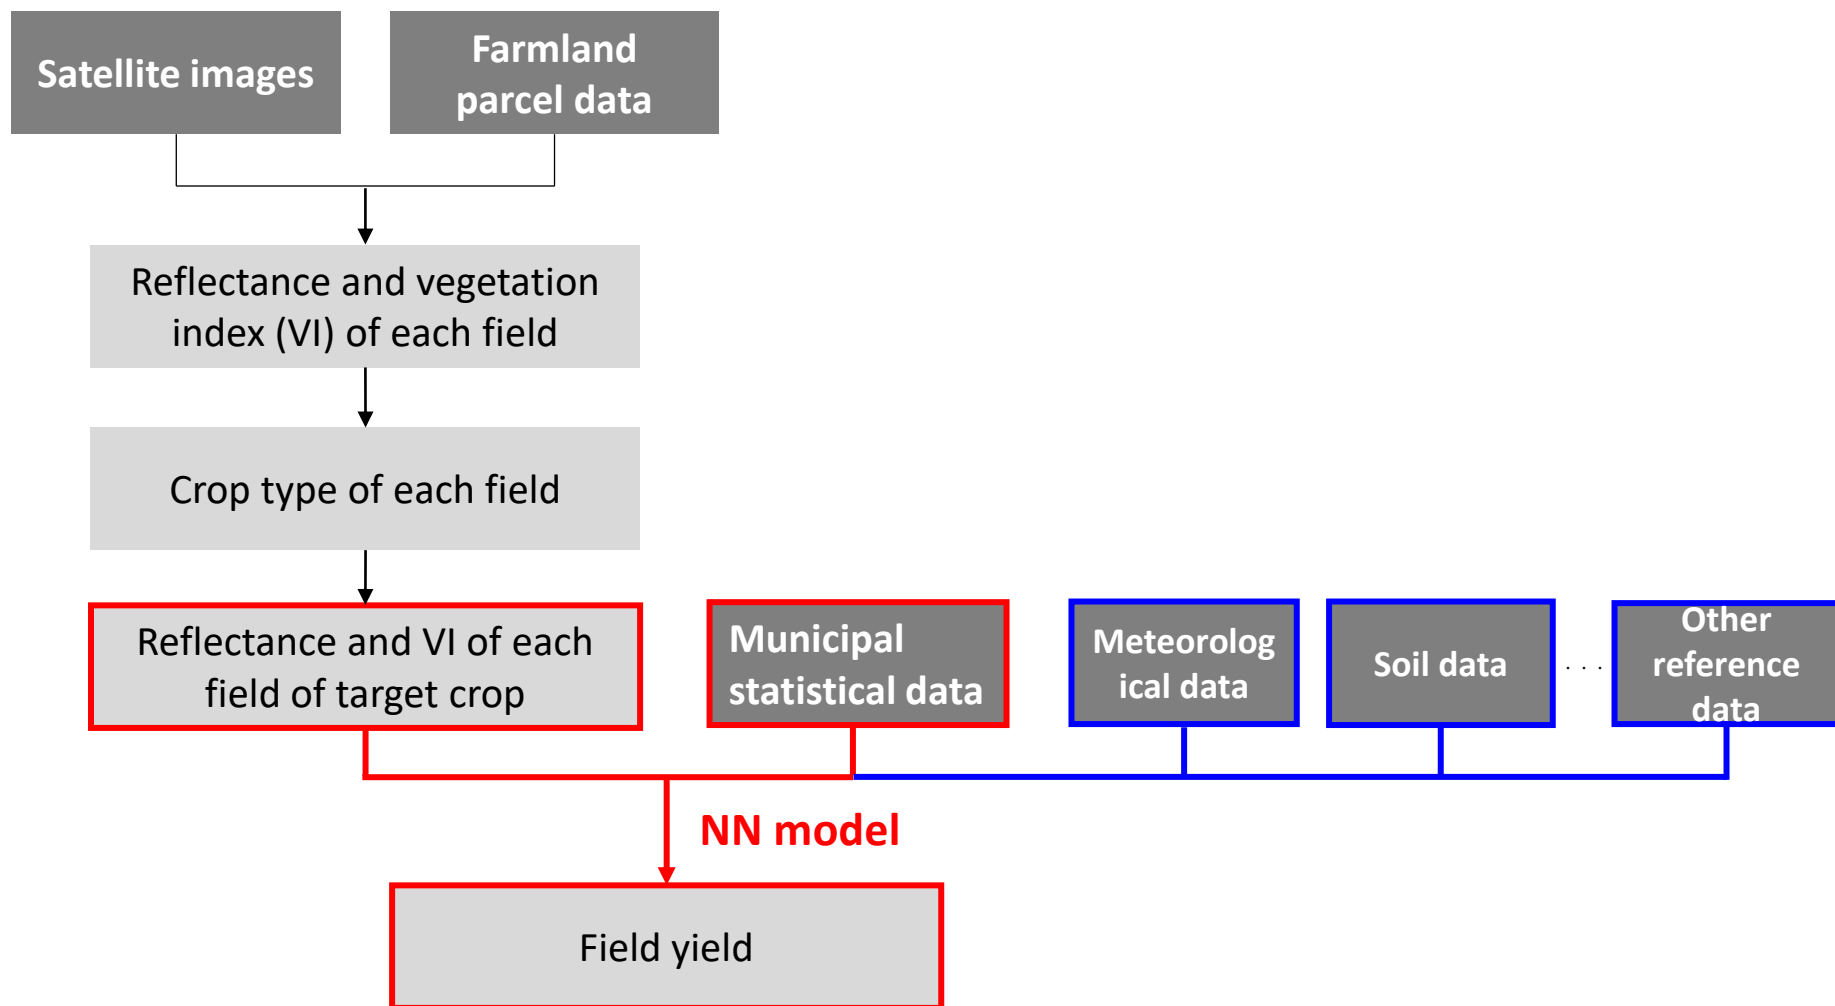 Satellite images
Farmland
parcel data
Reflectance and vegetation
index (VI) of each field
Crop type of each field
Reflectance and VI of each
field of target crop
Municipal
statistical data
Meteorolog
ical data
Soil data
. . .
Other
reference
data
NN model
Field yield